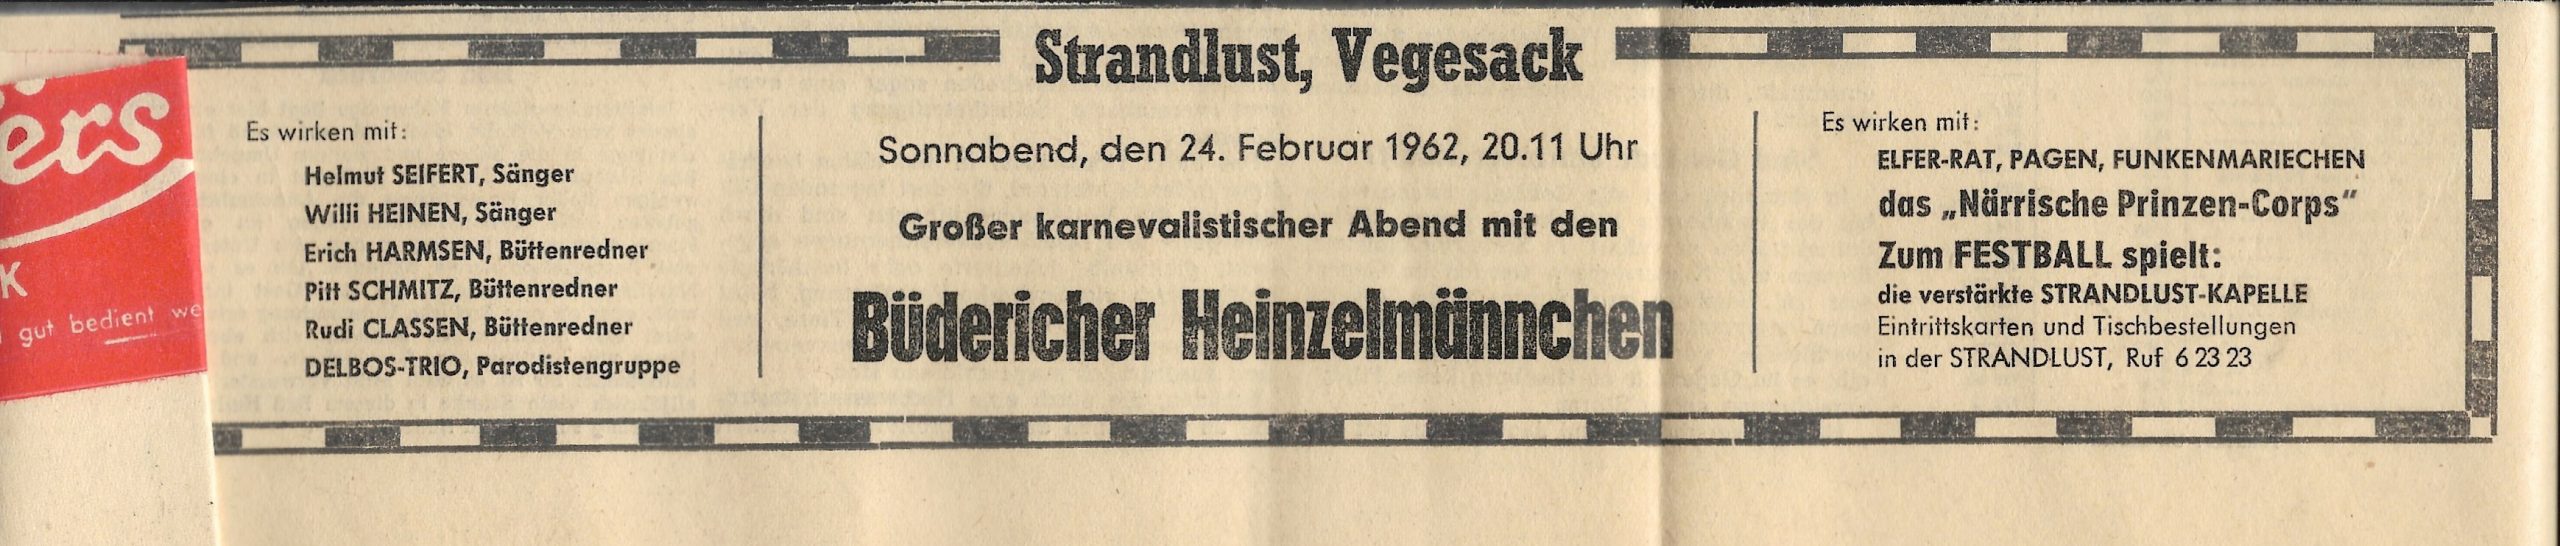 Strandlust, Vegesack
Es wirken mit:
Helmut SEIFERT, Sänger
Willi HEINEN, Sänger
Erich HARMSEN, Büttenredner
Pitt SCHMITZ, Büttenredner
Rudi CLASSEN, Büttenredner
DELBOS-TRIO, Parodistengruppe
Sonnabend, den 24. Februar 1962, 20.11 Uhr
Großer karnevalistischer Abend mit den
Büdericher Heinzelmännchen
Es wirken mit:
ELFER-RAT, PAGEN, FUNKENMARIECHEN
das „Närrische Prinzen-Corps“
Zum FESTBALL spielt:
die verstärkte STRANDLUST-KAPELLE
Eintrittskarten und Tischbestellungen
in der STRANDLUST, Ruf 6 23 23
ers
K
gut bedient we